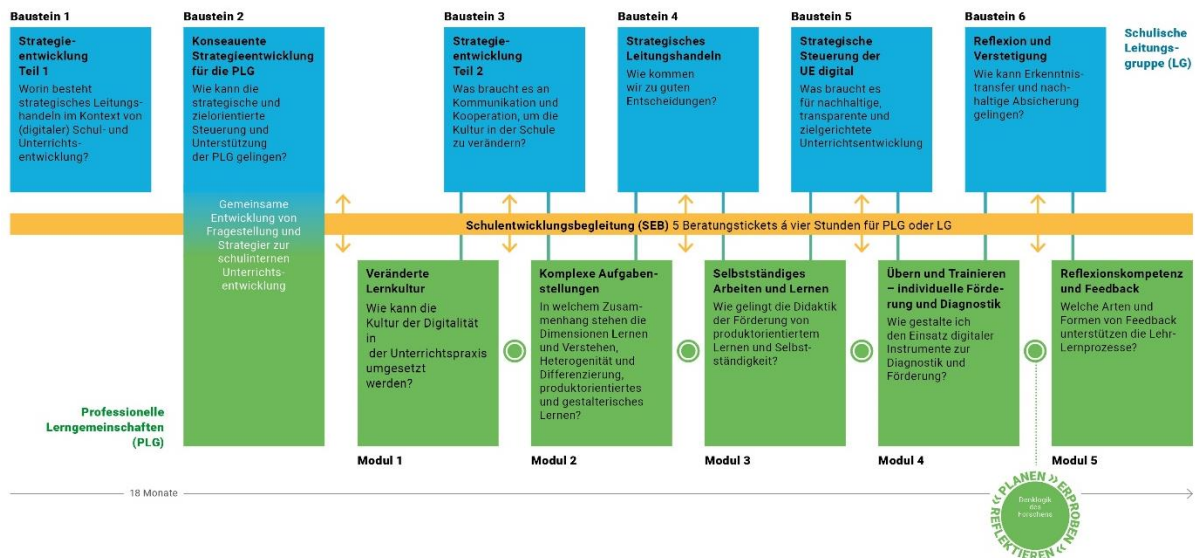 Baustein 1
Strategie-
entwicklung
Teil 1
Worin besteht
strategisches Leitungs-
handeln im Kontext von
(digitaler) Schul- und
Unterrichts-
entwicklung?
Baustein 2
Konseauente
Strategieentwicklung
für die PLG
Wie kann die
strategische und
zielorientierte
Steuerung und
Unterstützung
der PLG gelingen?
Gemeinsame
Entwicklung von
Fragestellung und
Strategier zur
schulinternen
Unterrichts-
entwicklung
Baustein 3
Strategie-
entwicklung
Teil 2
Was braucht es an
Kommunikation und
Kooperation, um die
Kultur in der Schule
zu verändern?
Baustein 4
Strategisches
Leitungshandeln
Wie kommen
wir zu guten
Entscheidungen?
Baustein 5
Strategische
Steuerung der
UE digital
Was braucht es
für nachhaltige,
transparente und
zielgerichtete
Unterrichtsentwicklung
Baustein 6
Reflexion und
Verstetigung
Wie kann Erkenntnis-
transfer und nach-
haltige Absicherung
gelingen?
Schulische
Leitungs-
gruppe (LG)
Schulentwicklungsbegleitung (SEB) 5 Beratungstickets á vier Stunden für PLG oder LG
Professionelle
Lerngemeinschaften
(PLG)
Veränderte
Lernkultur
Wie kann die
Kultur der Digitalität
in
der Unterrichtspraxis
umgesetzt
werden?
Modul 1
Komplexe Aufgaben-
stellungen
In welchem Zusam-
menhang stehen die
Dimensionen Lernen
und Verstehen,
Heterogenität und
Differenzierung,
produktorientiertes
und gestalterisches
Lernen?
Modul 2
Selbstständiges
Arbeiten und Lernen
Wie gelingt die Didaktik
der Förderung von
produktorientiertem
Lernen und Selbst-
ständigkeit?
Modul 3
Übern und Trainieren
– individuelle Förde-
rung und Diagnostik
Wie gestalte ich
den Einsatz digitaler
Instrumente zur
Diagnostik und
Förderung?
Modul 4
Reflexionskompetenz
und Feedback
Welche Arten und
Formen von Feedback
unterstützen die Lehr-
Lernprozesse?
Modul 5
18 Monate
PLANEN »
ERPROBEN »
REFLEKTIEREN »
Denklogik
des
Forschens